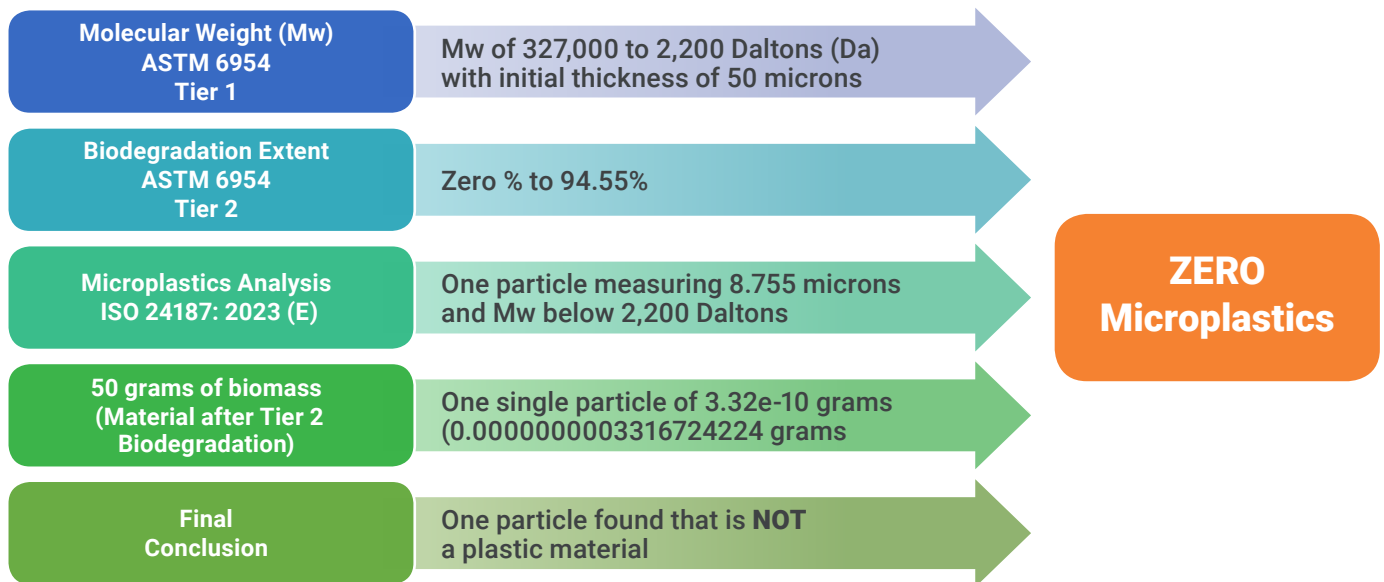 Molecular Weight (Mw)
ASTM 6954
Tier 1
Mw of 327,000 to 2,200 Daltons (Da)
with initial thickness of 50 microns
Biodegradation Extent
ASTM 6954
Tier 2
Zero % to 94.55%
Microplastics Analysis
ISO 24187: 2023 (E)
One particle measuring 8.755 microns
and Mw below 2,200 Daltons
50 grams of biomass
(Material after Tier 2
Biodegradation)
One single particle of 3.32e-10 grams
(0.0000000003316724224 grams
Final
Conclusion
One particle found that is NOT
a plastic material
ZERO
Microplastics